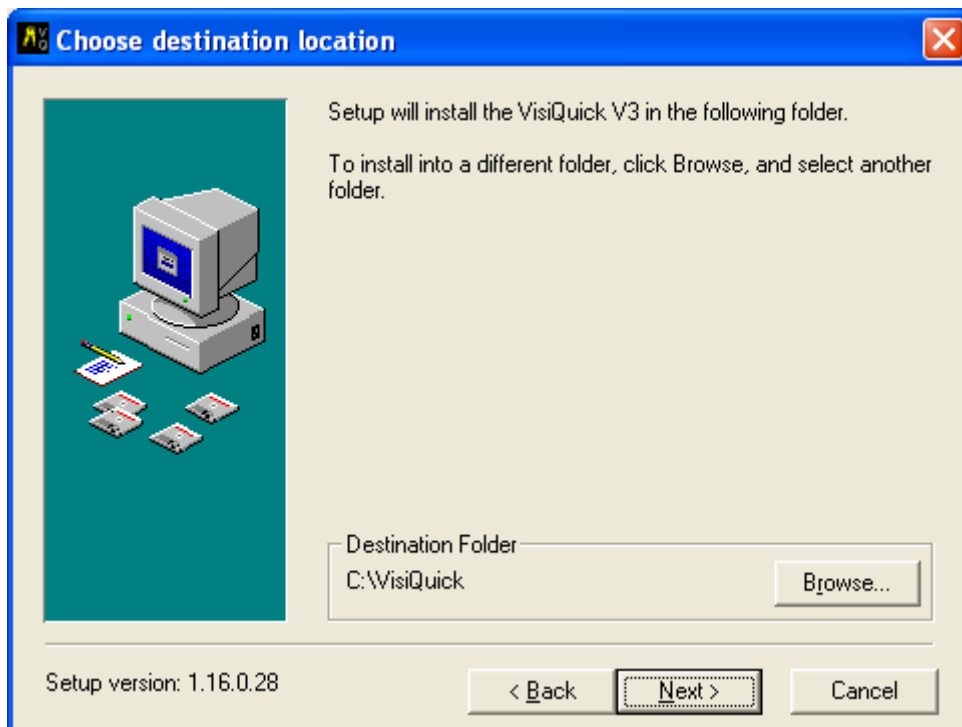 Choose destination location
Setup will install the VisiQuick V3 in the following folder.
To install into a different folder, click Browse, and select another
folder.
Destination Folder
C:\VisiQuick
Browse...
Setup version: 1.16.0.28
< Back
Next >
Cancel